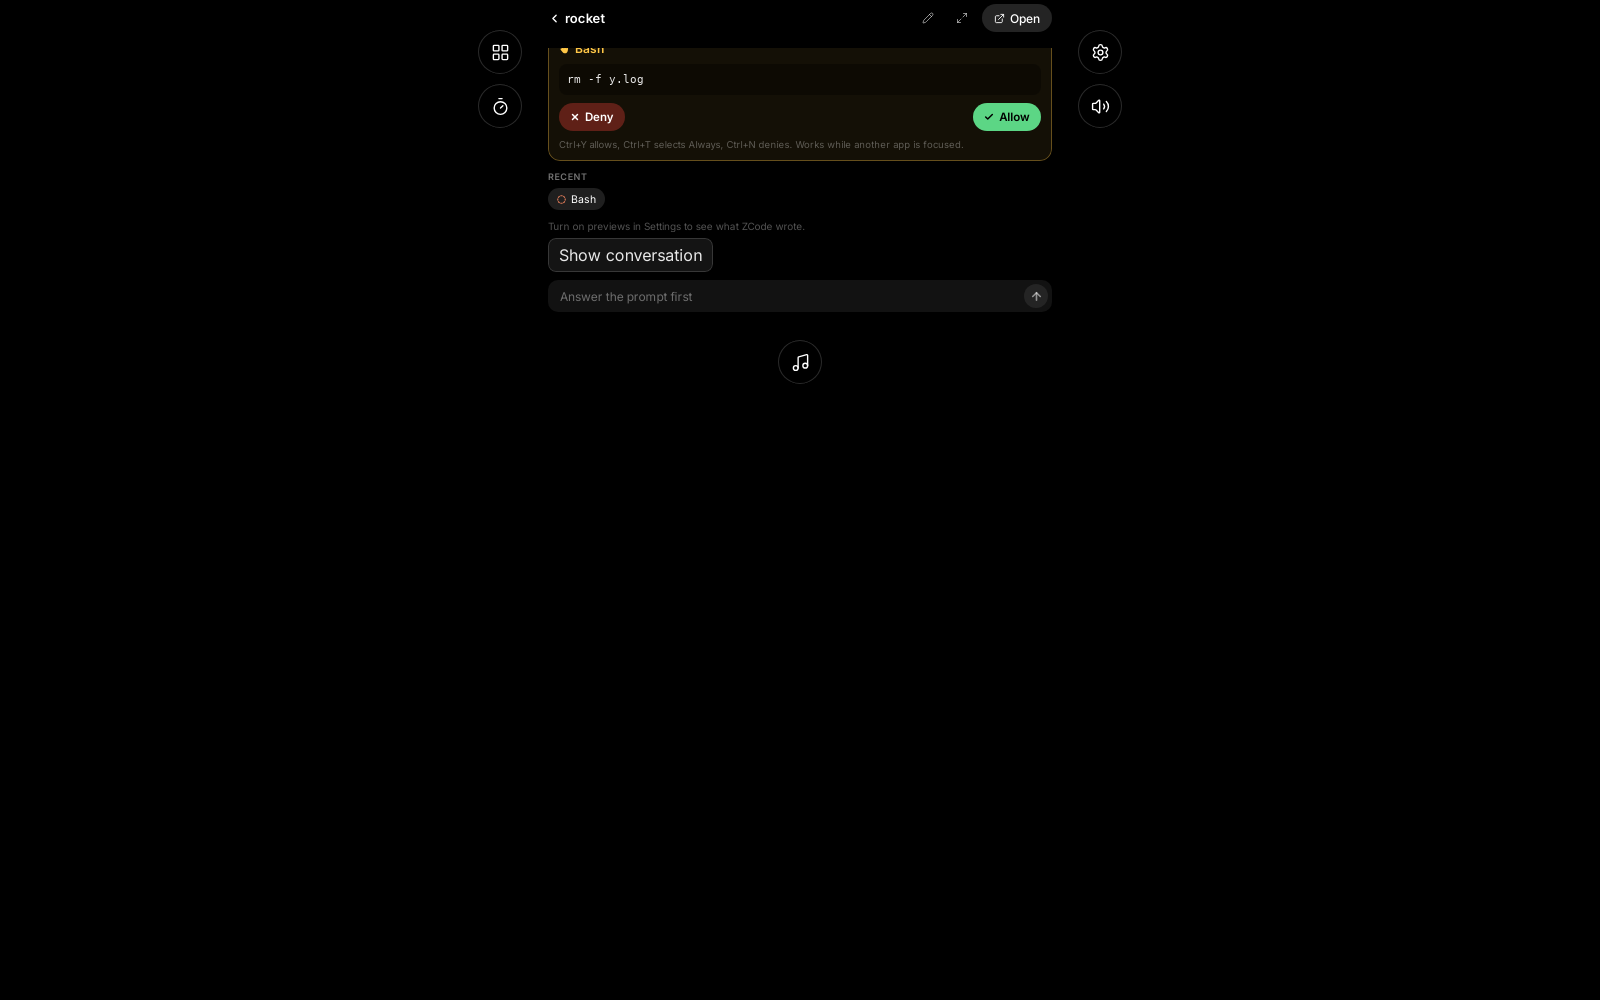 rocket
Open
Bash
rm -f y.log
Deny
Allow
Ctrl+Y allows, Ctrl+T selects Always, Ctrl+N denies. Works while another app is focused.
RECENT
Bash
Turn on previews in Settings to see what ZCode wrote.
Show conversation
Answer the prompt first